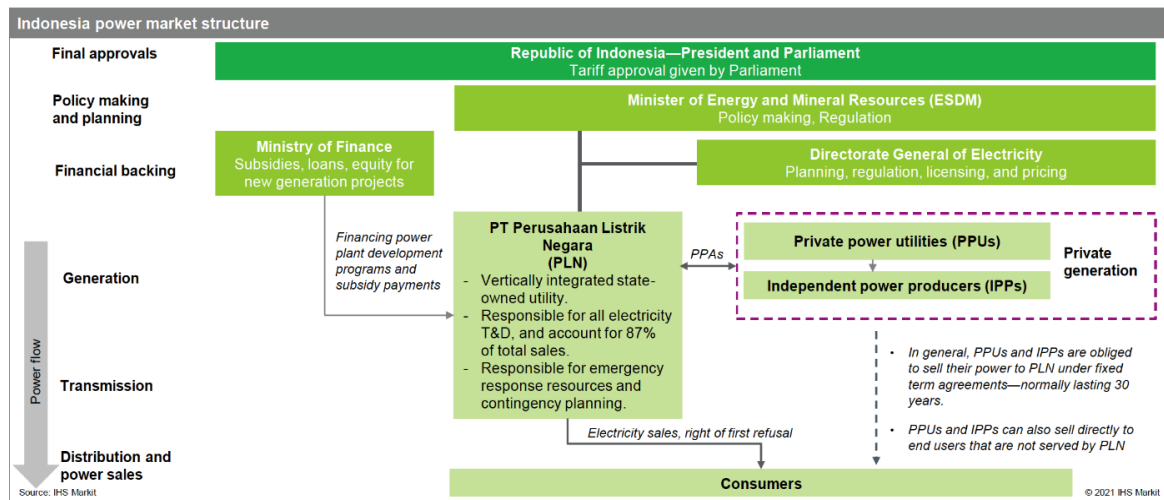 Indonesia power market structure
Final approvals
Republic of Indonesia—President and Parliament
Tariff approval given by Parliament
Policy making
and planning
Minister of Energy and Mineral Resources (ESDM)
Policy making, Regulation
Financial backing
Ministry of Finance
Subsidies, loans, equity for
new generation projects
Directorate General of Electricity
Planning, regulation, licensing, and pricing
Power flow
Generation
Financing power
plant development
programs and
subsidy payments
PT Perusahaan Listrik
Negara
(PLN)
- Vertically integrated state-
owned utility.
- Responsible for all electricity
T&D, and account for 87%
of total sales.
- Responsible for emergency
response resources and
contingency planning.
PPAs
Private power utilities (PPUs)
Independent power producers (IPPs)
Private
generation
Transmission
• In general, PPUs and IPPs are obliged
to sell their power to PLN under fixed
term agreements—normally lasting 30
years.
• PPUs and IPPs can also sell directly to
end users that are not served by PLN
Electricity sales, right of first refusal
Distribution and
power sales
Consumers
Source: IHS Markit
© 2021 IHS Markit